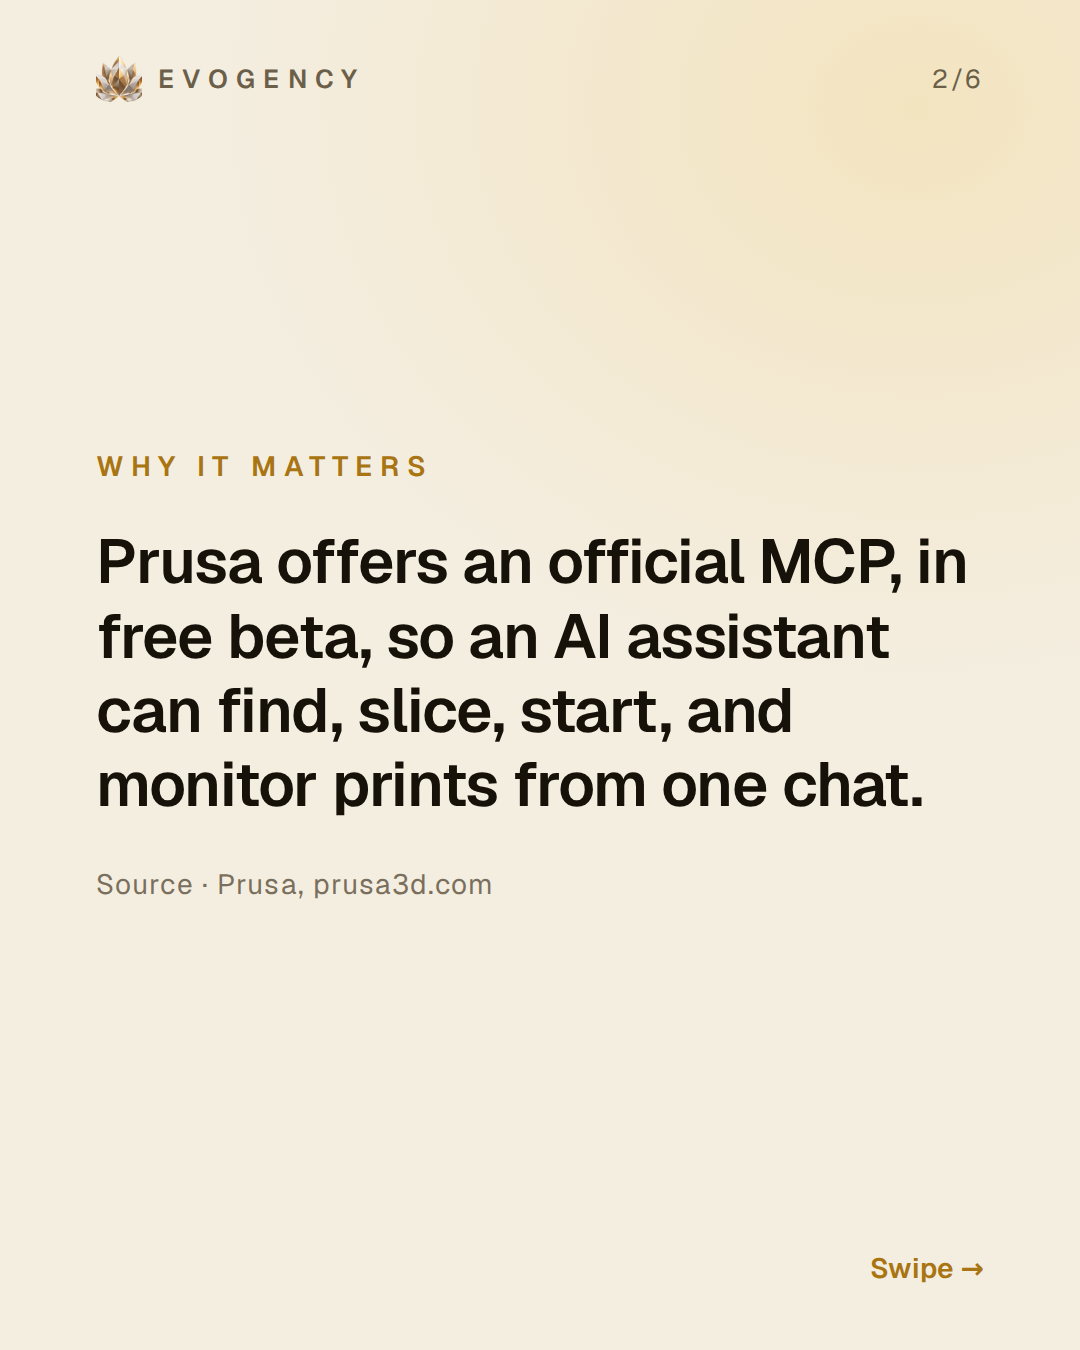 EVOGENCY
2/6
WHY IT MATTERS
Prusa offers an official MCP, in
free beta, so an AI assistant
can find, slice, start, and
monitor prints from one chat.
Source · Prusa, prusa3d.com
Swipe →